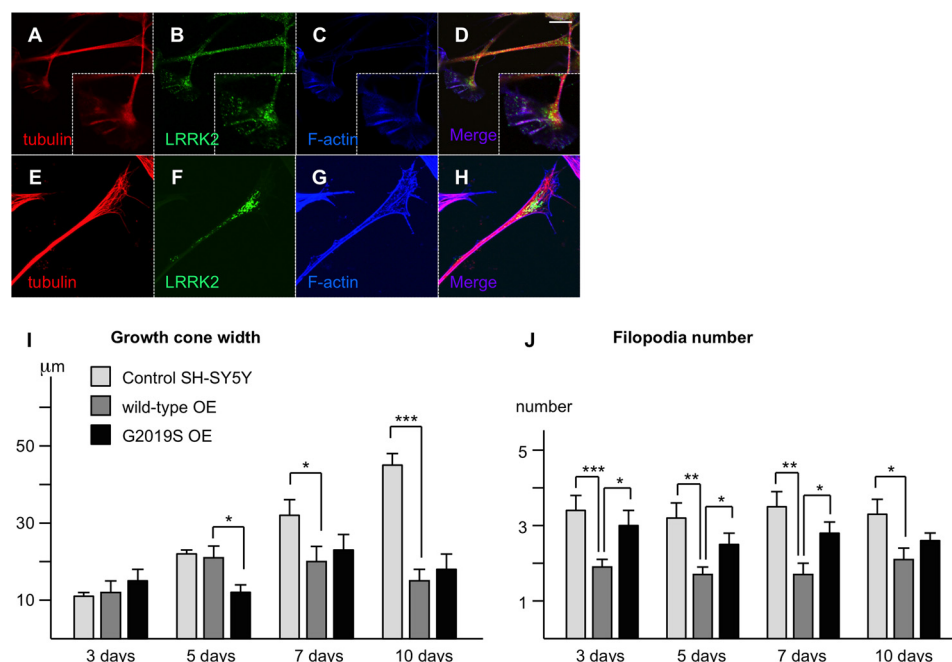 A B C D
tubulin LRRK2 F-actin Merge
E F G H
tubulin LRRK2 F-actin Merge
I Growth cone width
μm
Control SH-SY5Y
wild-type OE
G2019S OE
50
30
10
* * ***
3 days 5 days 7 days 10 days
J Filopodia number
number
5
3
1
*** * ** * ** * *
3 days 5 days 7 days 10 days